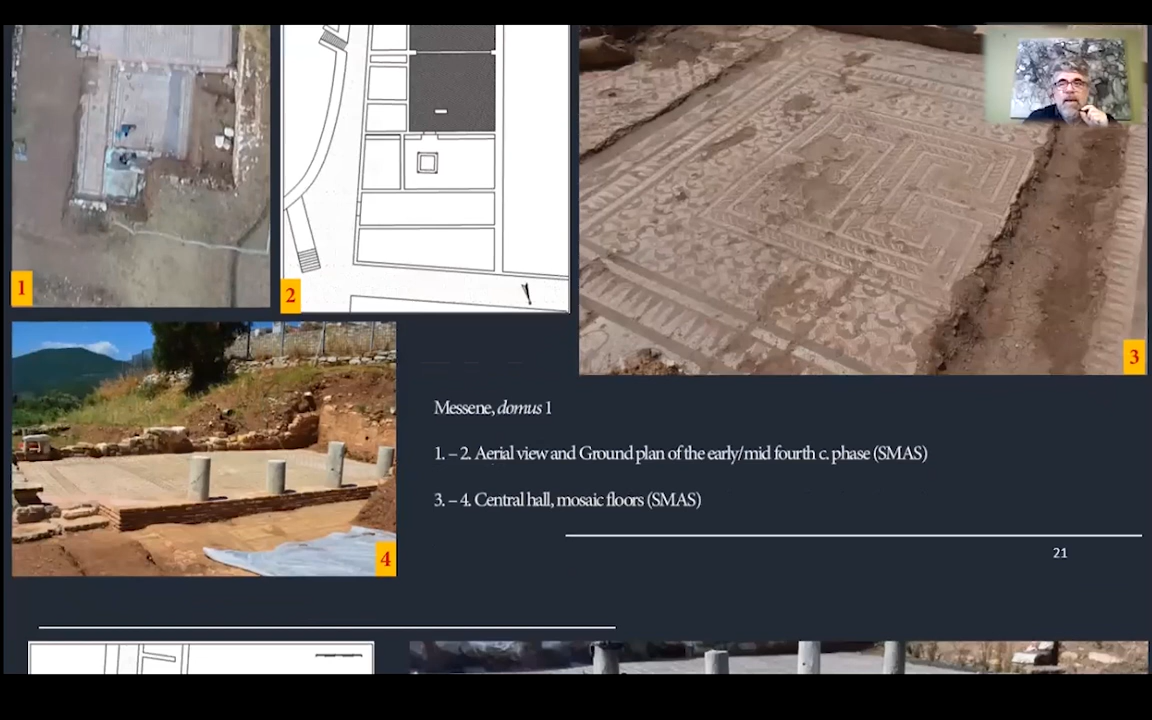 1
2
3
4
Messene, domus 1
1. – 2. Aerial view and Ground plan of the early/mid fourth c. phase (SMAS)
3. – 4. Central hall, mosaic floors (SMAS)
21